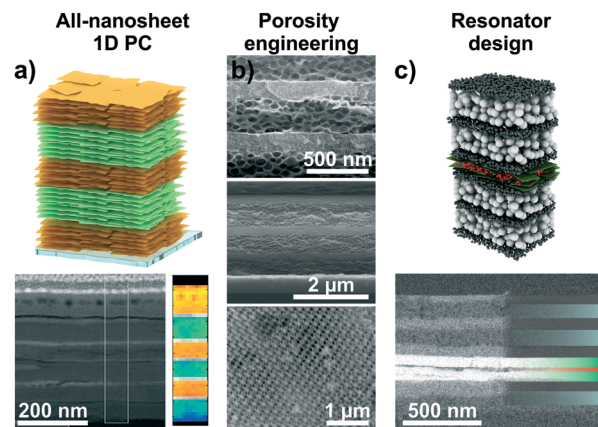 All-nanosheet
1D PC
Porosity
engineering
Resonator
design
a)
b)
c)
500 nm
2 µm
200 nm
1 µm
500 nm